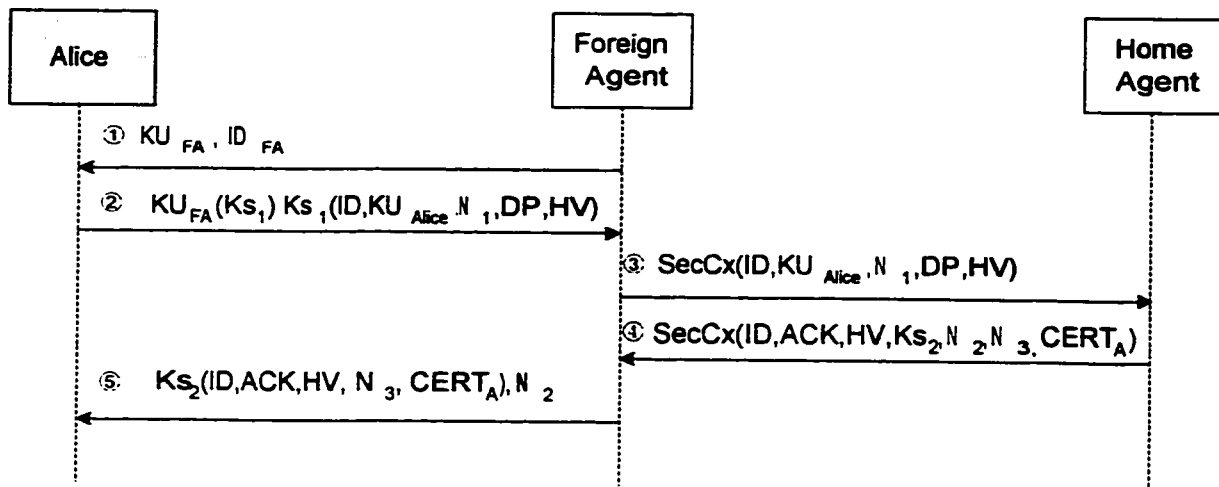 Alice
Foreign
Agent
Home
Agent
① KU FA, ID FA
② KU FA (Ks 1) Ks 1 (ID,KU Alice, N 1,DP,HV)
③ SecCx(ID,KU Alice, N 1,DP,HV)
④ SecCx(ID,ACK,HV,Ks 2,N 2,N 3, CERT A)
⑤ Ks 2 (ID,ACK,HV, N 3, CERT A),N 2